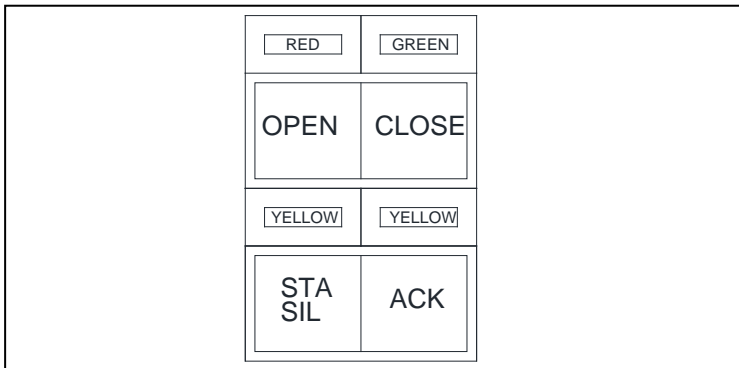 RED GREEN
OPEN CLOSE
YELLOW YELLOW
STA
SIL
ACK